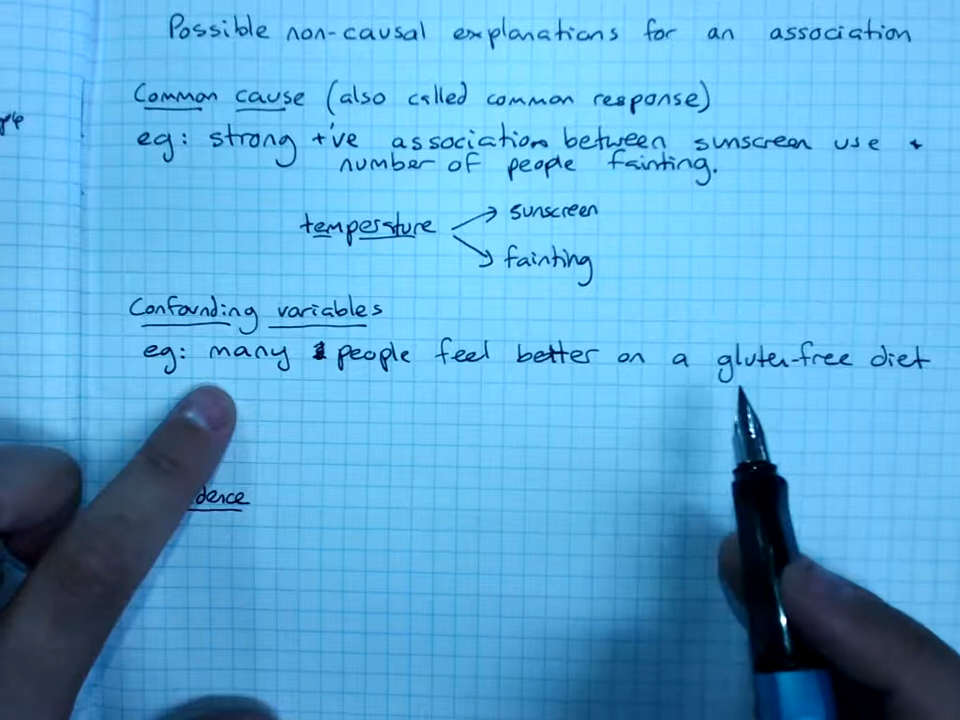 Possible non-causal explanations for an association
Common cause (also called common response)
eg: strong +'ve association between sunscreen use +
number of people fainting.
temperature
sunscreen
fainting
Confounding variables
eg: many people feel better on a gluten-free diet